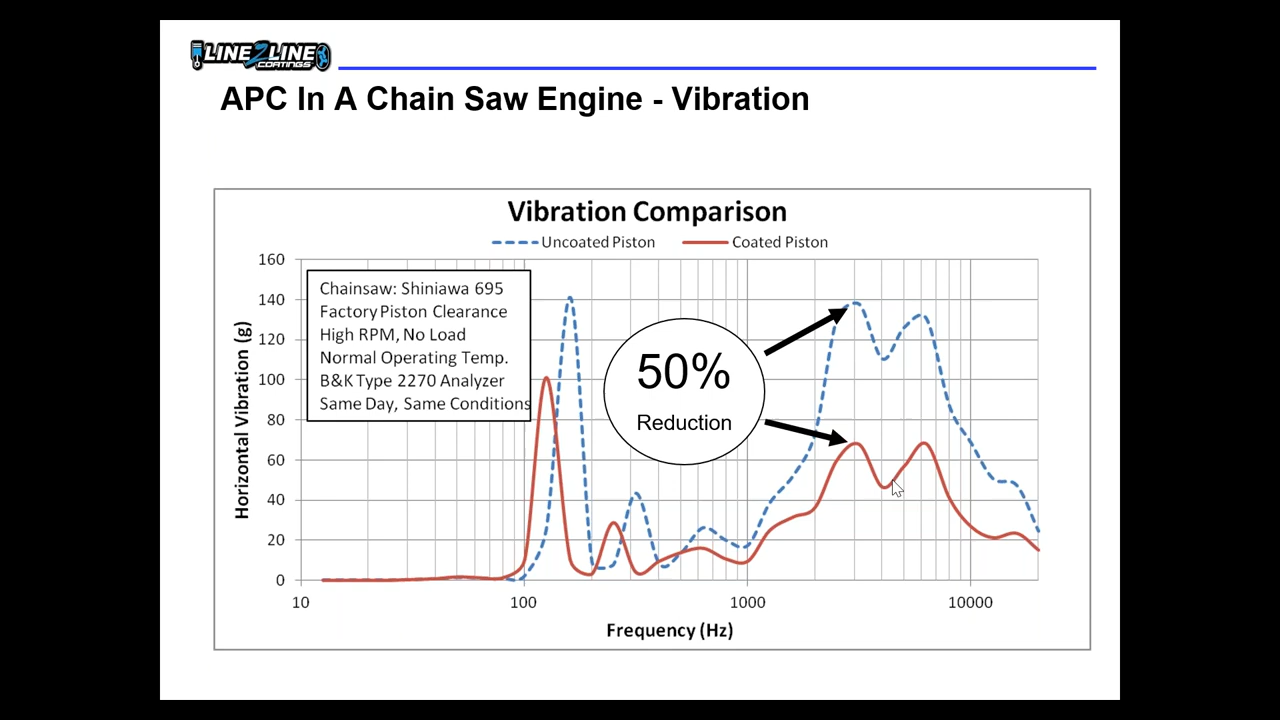 LINE2LINE
COATINGS
APC In A Chain Saw Engine - Vibration
Vibration Comparison
Uncoated Piston
Coated Piston
160
140
120
100
80
60
40
20
0
Horizontal Vibration (g)
Chainsaw: Shiniawa 695
Factory Piston Clearance
High RPM, No Load
Normal Operating Temp.
B&K Type 2270 Analyzer
Same Day, Same Conditions
50%
Reduction
10
100
1000
10000
Frequency (Hz)